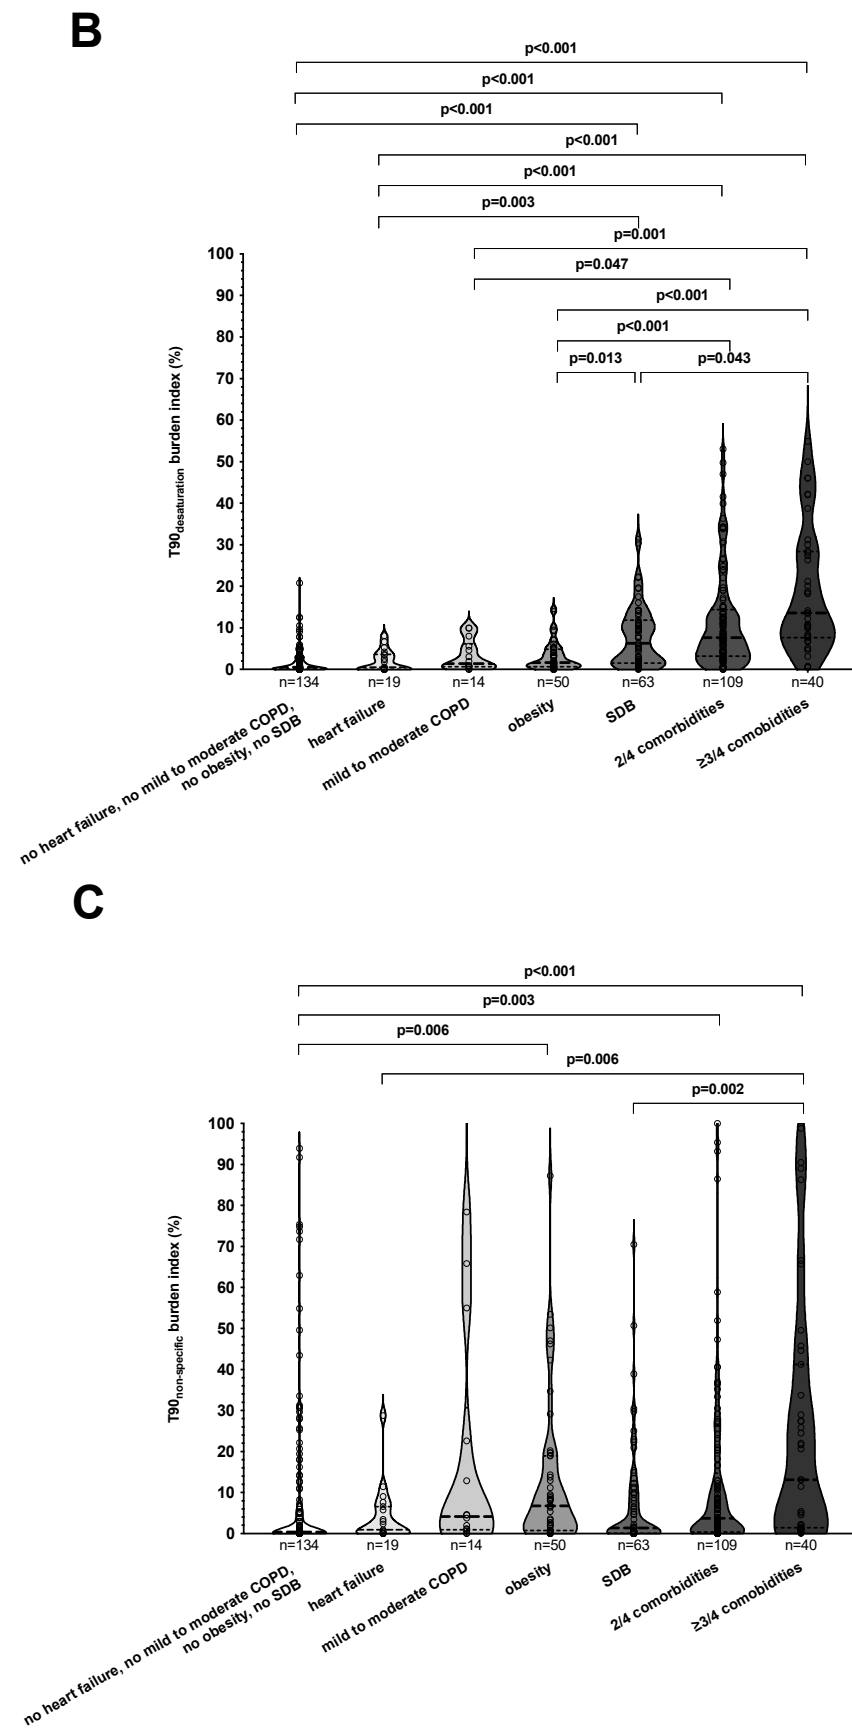 B
p<0.001
p<0.001
p<0.001
p<0.001
p<0.001
p=0.003
p=0.001
p=0.047
p<0.001
p<0.001
p=0.013 p=0.043
T90desaturation burden index (%)
100
90
80
70
60
50
40
30
20
10
0
n=134 n=19 n=14 n=50 n=63 n=109 n=40
no heart failure, no mild to moderate COPD,
no obesity, no SDB
heart failure
mild to moderate COPD
obesity
SDB
2/4 comorbidities
≥3/4 comobidities
C
p<0.001
p=0.003
p=0.006
p=0.006
p=0.002
T90non-specific burden index (%)
100
90
80
70
60
50
40
30
20
10
0
n=134 n=19 n=14 n=50 n=63 n=109 n=40
no heart failure, no mild to moderate COPD,
no obesity, no SDB
heart failure
mild to moderate COPD
obesity
SDB
2/4 comorbidities
≥3/4 comobidities